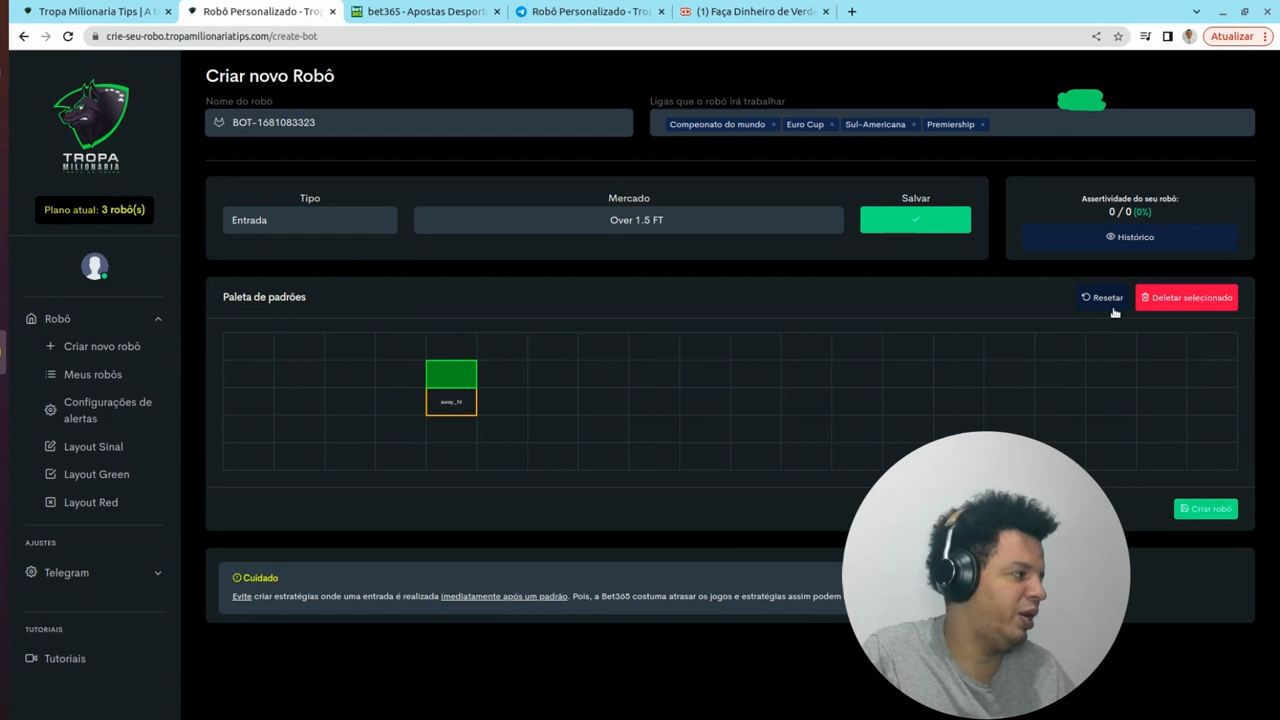 Tropa Milionaria Tips | A t
Robô Personalizado - Trop
bet365 - Apostas Desport
Robô Personalizado - Trop
(1) Faça Dinheiro de Verda
crie-seu-robo.tropamilionariatips.com/create-bot
Atualizar
TROPA
MILIONÁRIA
Plano atual: 3 robô(s)
Robô
Criar novo robô
Meus robôs
Configurações de
alertas
Layout Sinal
Layout Green
Layout Red
AJUSTES
Telegram
TUTORIAIS
Tutoriais
Criar novo Robô
Nome do robô
Ligas que o robô irá trabalhar
BOT-1681083323
Compeonato do mundo × Euro Cup × Sul-Americana × Premiership ×
Tipo
Mercado
Salvar
Entrada
Over 1.5 FT
Assertividade do seu robô:
0 / 0 (0%)
Histórico
Paleta de padrões
Resetar
Deletar selecionado
away_ht
Criar robô
Cuidado
Evite criar estratégias onde uma entrada é realizada imediatamente após um padrão. Pois, a Bet365 costuma atrasar os jogos e estratégias assim podem